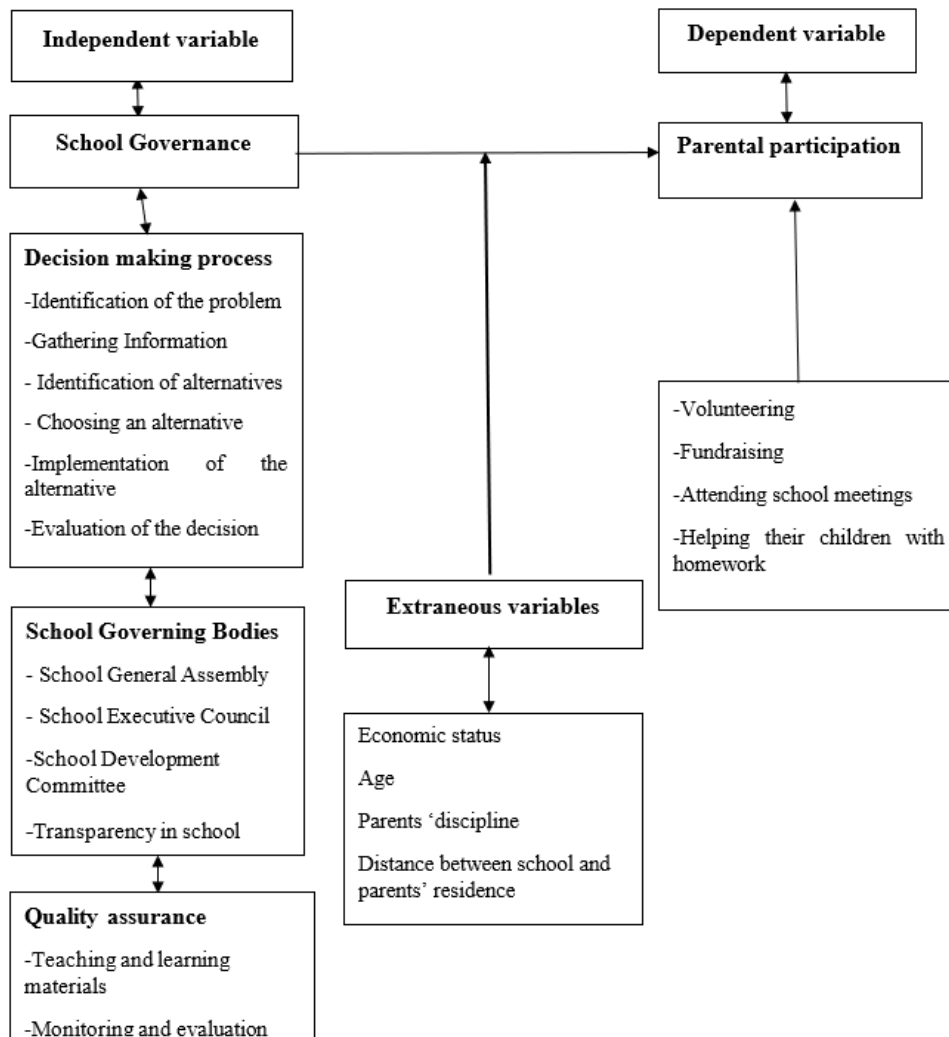 Independent variable
Dependent variable
School Governance
Parental participation
Decision making process
-Identification of the problem
-Gathering Information
- Identification of alternatives
- Choosing an alternative
-Implementation of the
alternative
-Evaluation of the decision
-Volunteering
-Fundraising
-Attending school meetings
-Helping their children with
homework
Extraneous variables
School Governing Bodies
- School General Assembly
- School Executive Council
-School Development
Committee
-Transparency in school
Economic status
Age
Parents ‘discipline
Distance between school and
parents’ residence
Quality assurance
-Teaching and learning
materials
-Monitoring and evaluation